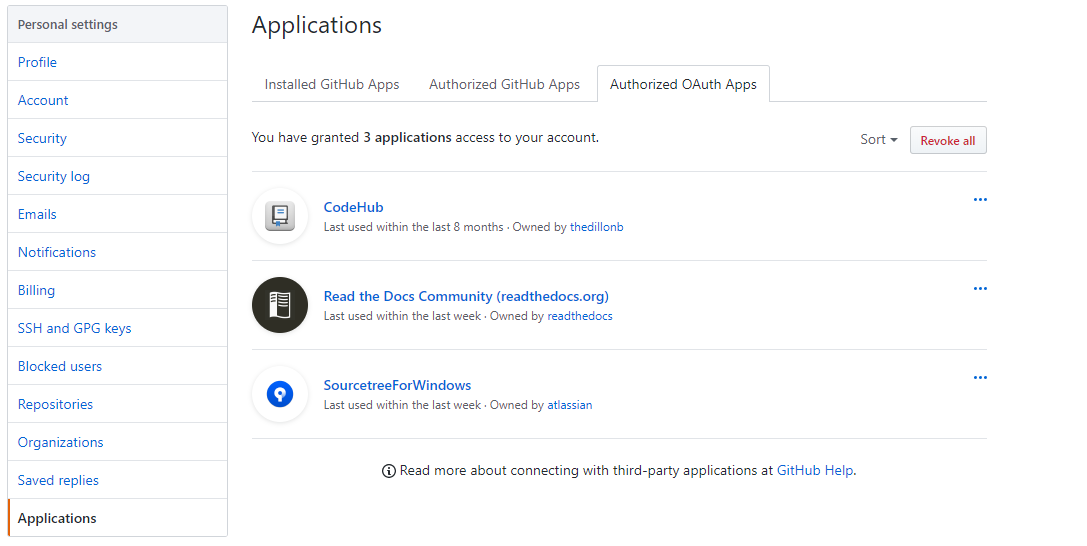 Personal settings
Profile
Account
Security
Security log
Emails
Notifications
Billing
SSH and GPG keys
Blocked users
Repositories
Organizations
Saved replies
Applications
Applications
Installed GitHub Apps Authorized GitHub Apps Authorized OAuth Apps
You have granted 3 applications access to your account. Sort Revoke all
CodeHub
Last used within the last 8 months · Owned by thedillonb
Read the Docs Community (readthedocs.org)
Last used within the last week · Owned by readthedocs
SourcetreeForWindows
Last used within the last week · Owned by atlassian
Read more about connecting with third-party applications at GitHub Help.